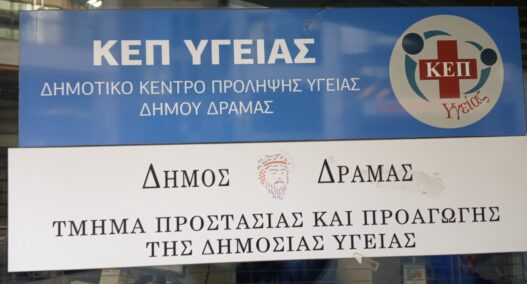 ΚΕΠ ΥΓΕΙΑΣ
ΔΗΜΟΤΙΚΟ ΚΕΝΤΡΟ ΠΡΟΛΗΨΗΣ ΥΓΕΙΑΣ
ΔΗΜΟΥ ΔΡΑΜΑΣ
ΚΕΠ
Υγείας
ΔΗΜΟΣ ΔΡΑΜΑΣ
ΤΜΗΜΑ ΠΡΟΣΤΑΣΙΑΣ ΚΑΙ ΠΡΟΑΓΩΓΗΣ
ΤΗΣ ΔΗΜΟΣΙΑΣ ΥΓΕΙΑΣ